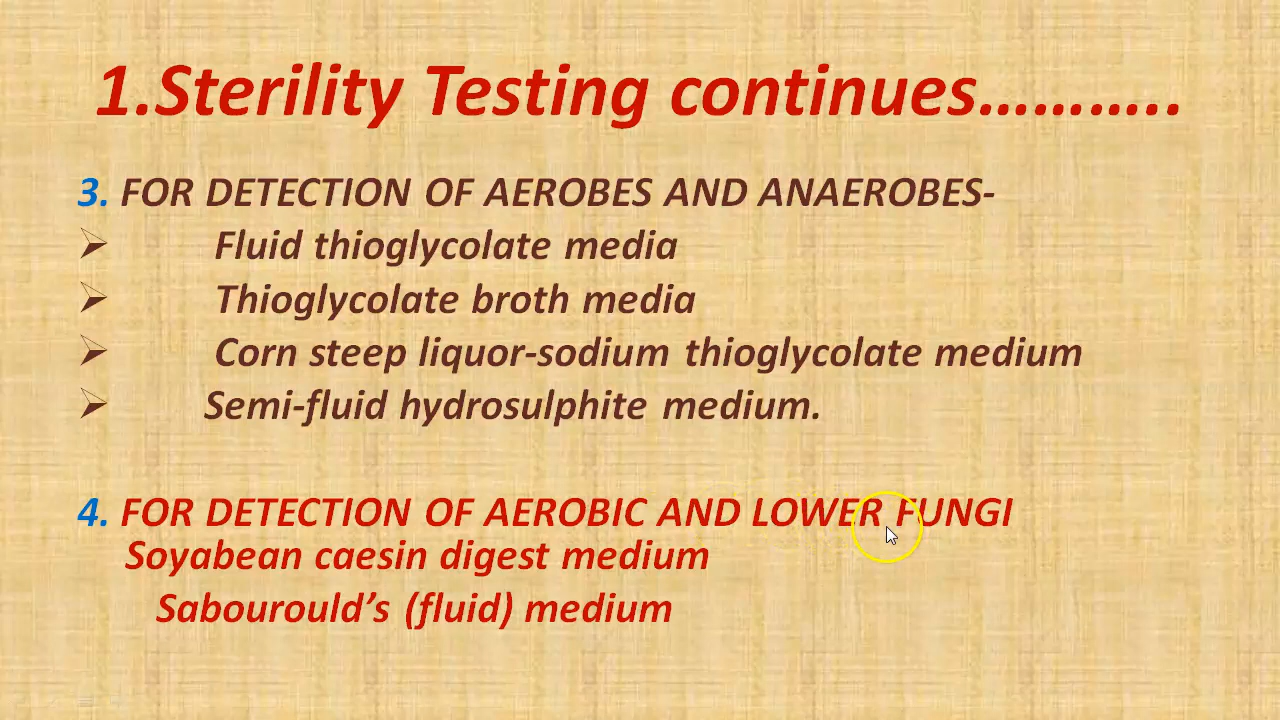 1.Sterility Testing continues………..
3. FOR DETECTION OF AEROBES AND ANAEROBES-
➢ Fluid thioglycolate media
➢ Thioglycolate broth media
➢ Corn steep liquor-sodium thioglycolate medium
➢ Semi-fluid hydrosulphite medium.
4. FOR DETECTION OF AEROBIC AND LOWER FUNGI
Soyabean caesin digest medium
Sabourould’s (fluid) medium